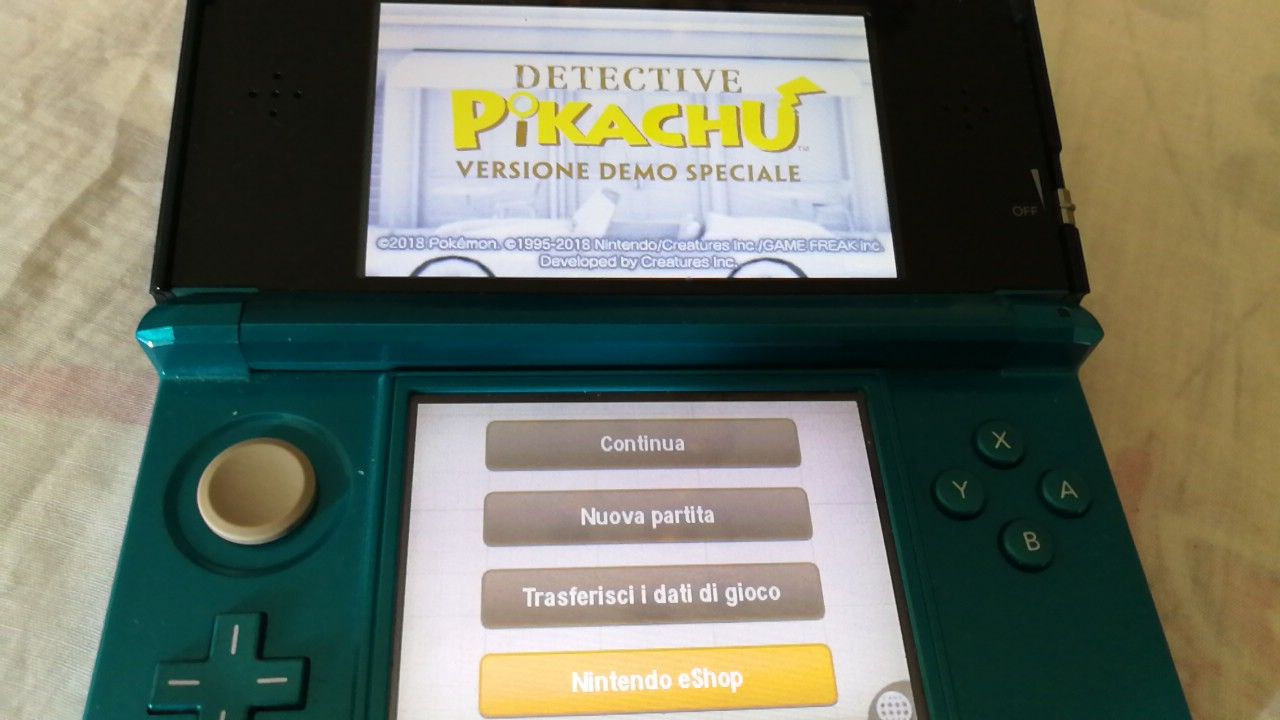 DETECTIVE
PiKACHU
TM
VERSIONE DEMO SPECIALE
©2018 Pokémon. ©1995-2018 Nintendo/Creatures Inc./GAME FREAK inc.
Developed by Creatures Inc.
OFF
Continua
X
Y
A
Nuova partita
B
Trasferisci i dati di gioco
Nintendo eShop